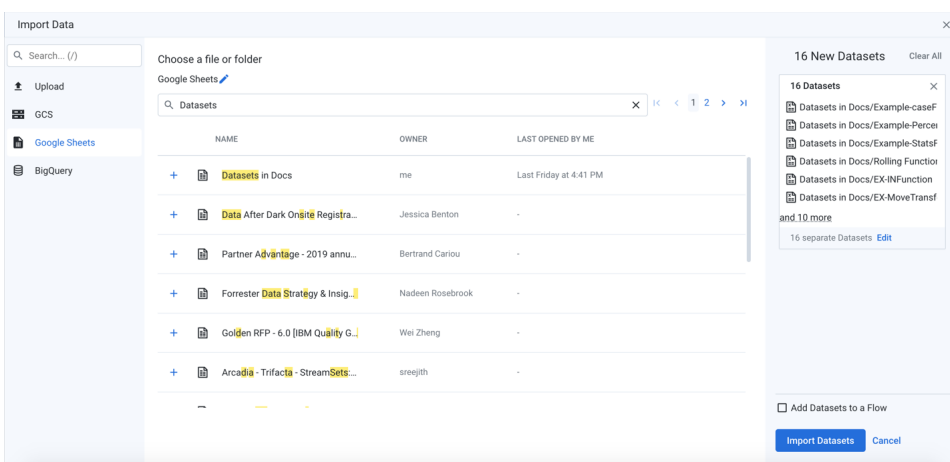 Import Data
Search... (/)
Upload
GCS
Google Sheets
BigQuery
Choose a file or folder
Google Sheets
Datasets
1 2
NAME OWNER LAST OPENED BY ME
Datasets in Docs me Last Friday at 4:41 PM
Data After Dark Onsite Registra... Jessica Benton -
Partner Advantage - 2019 annu... Bertrand Cariou -
Forrester Data Strategy & Insig... Nadeen Rosebrook -
Golden RFP - 6.0 [IBM Quality G... Wei Zheng -
Arcadia - Trifacta - StreamSets:... sreejith -
16 New Datasets Clear All
16 Datasets
Datasets in Docs/Example-caseF
Datasets in Docs/Example-Percer
Datasets in Docs/Example-StatsF
Datasets in Docs/Rolling Function
Datasets in Docs/EX-INFunction
Datasets in Docs/EX-MoveTransf
and 10 more
16 separate Datasets Edit
Add Datasets to a Flow
Import Datasets Cancel